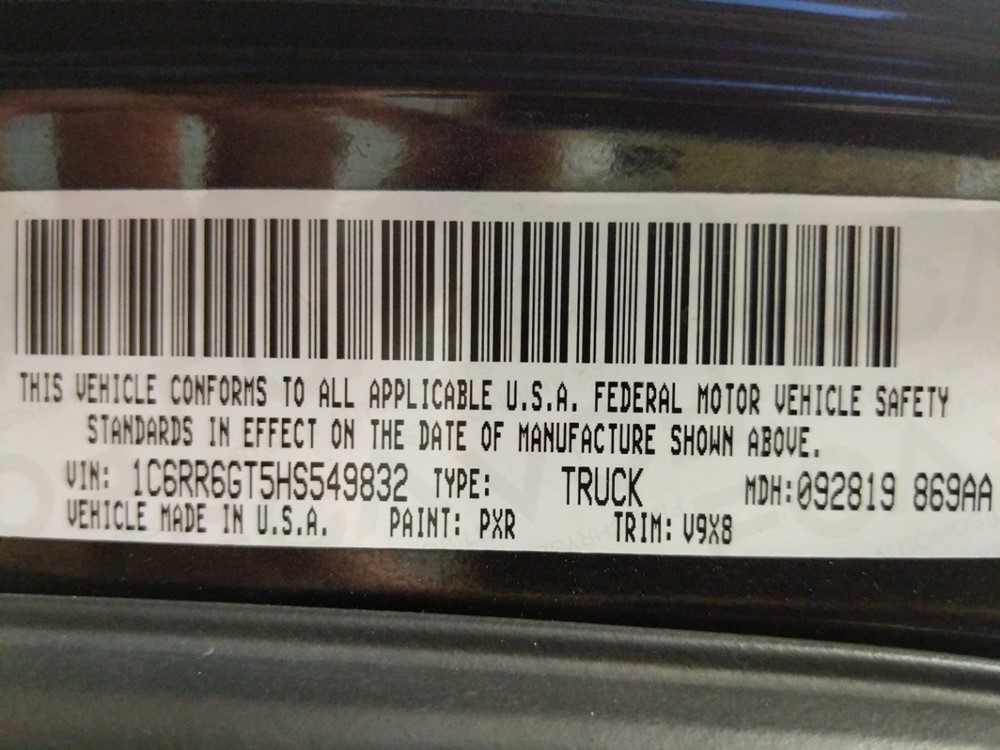 THIS VEHICLE CONFORMS TO ALL APPLICABLE U.S.A. FEDERAL MOTOR VEHICLE SAFETY
STANDARDS IN EFFECT ON THE DATE OF MANUFACTURE SHOWN ABOVE.
VIN: 1C6RR6GT5HS549832 TYPE: TRUCK MDH:092819 869AA
VEHICLE MADE IN U.S.A. PAINT: PXR TRIM: V9X8